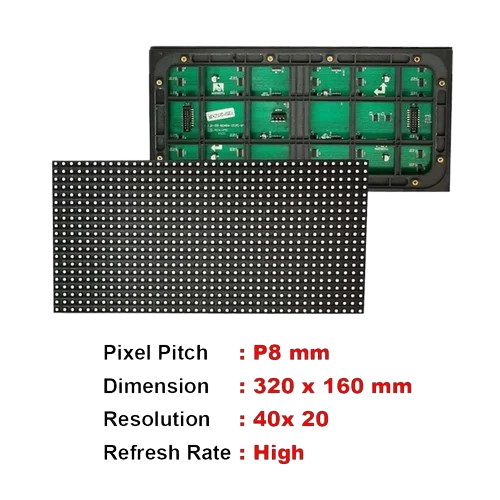 Pixel Pitch : P8 mm
Dimension : 320 x 160 mm
Resolution : 40x 20
Refresh Rate : High